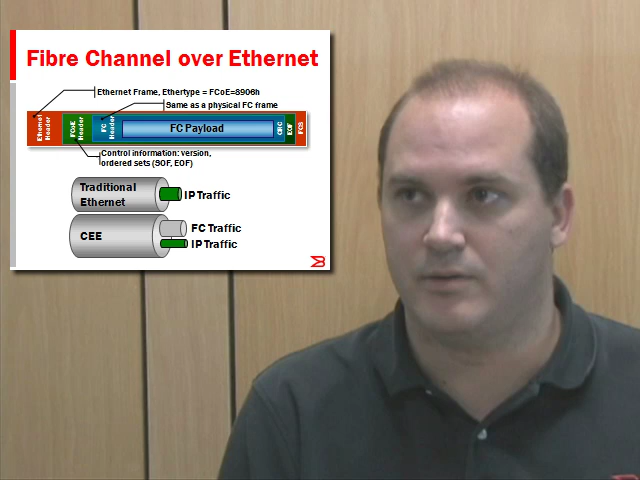 Fibre Channel over Ethernet
Ethernet Frame, Ethertype = FCoE=8906h
Same as a physical FC frame
Ethernet
Header
FCoE
Header
FC
Header
FC Payload
CRC
EOF
FCS
Control information: version,
ordered sets (SOF, EOF)
Traditional
Ethernet
IP Traffic
CEE
FC Traffic
IP Traffic